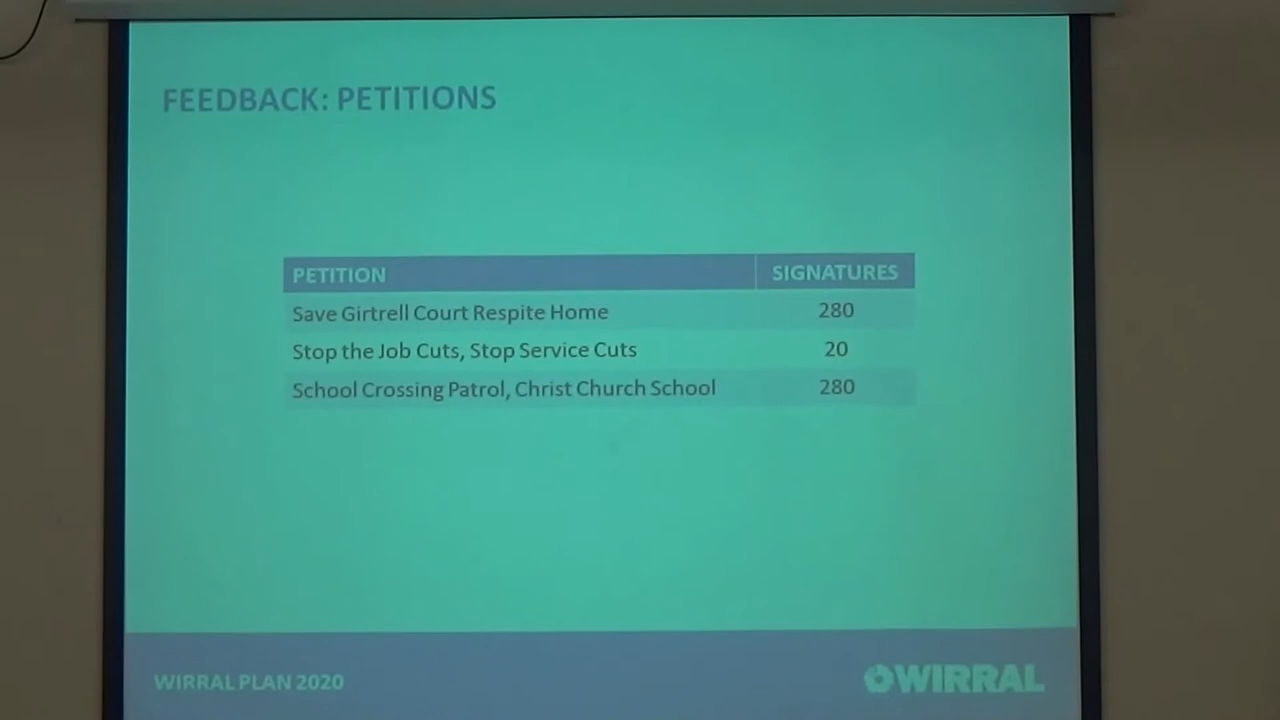 FEEDBACK: PETITIONS
PETITION SIGNATURES
Save Girtrell Court Respite Home 280
Stop the Job Cuts, Stop Service Cuts 20
School Crossing Patrol, Christ Church School 280
WIRRAL PLAN 2020
WIRRAL